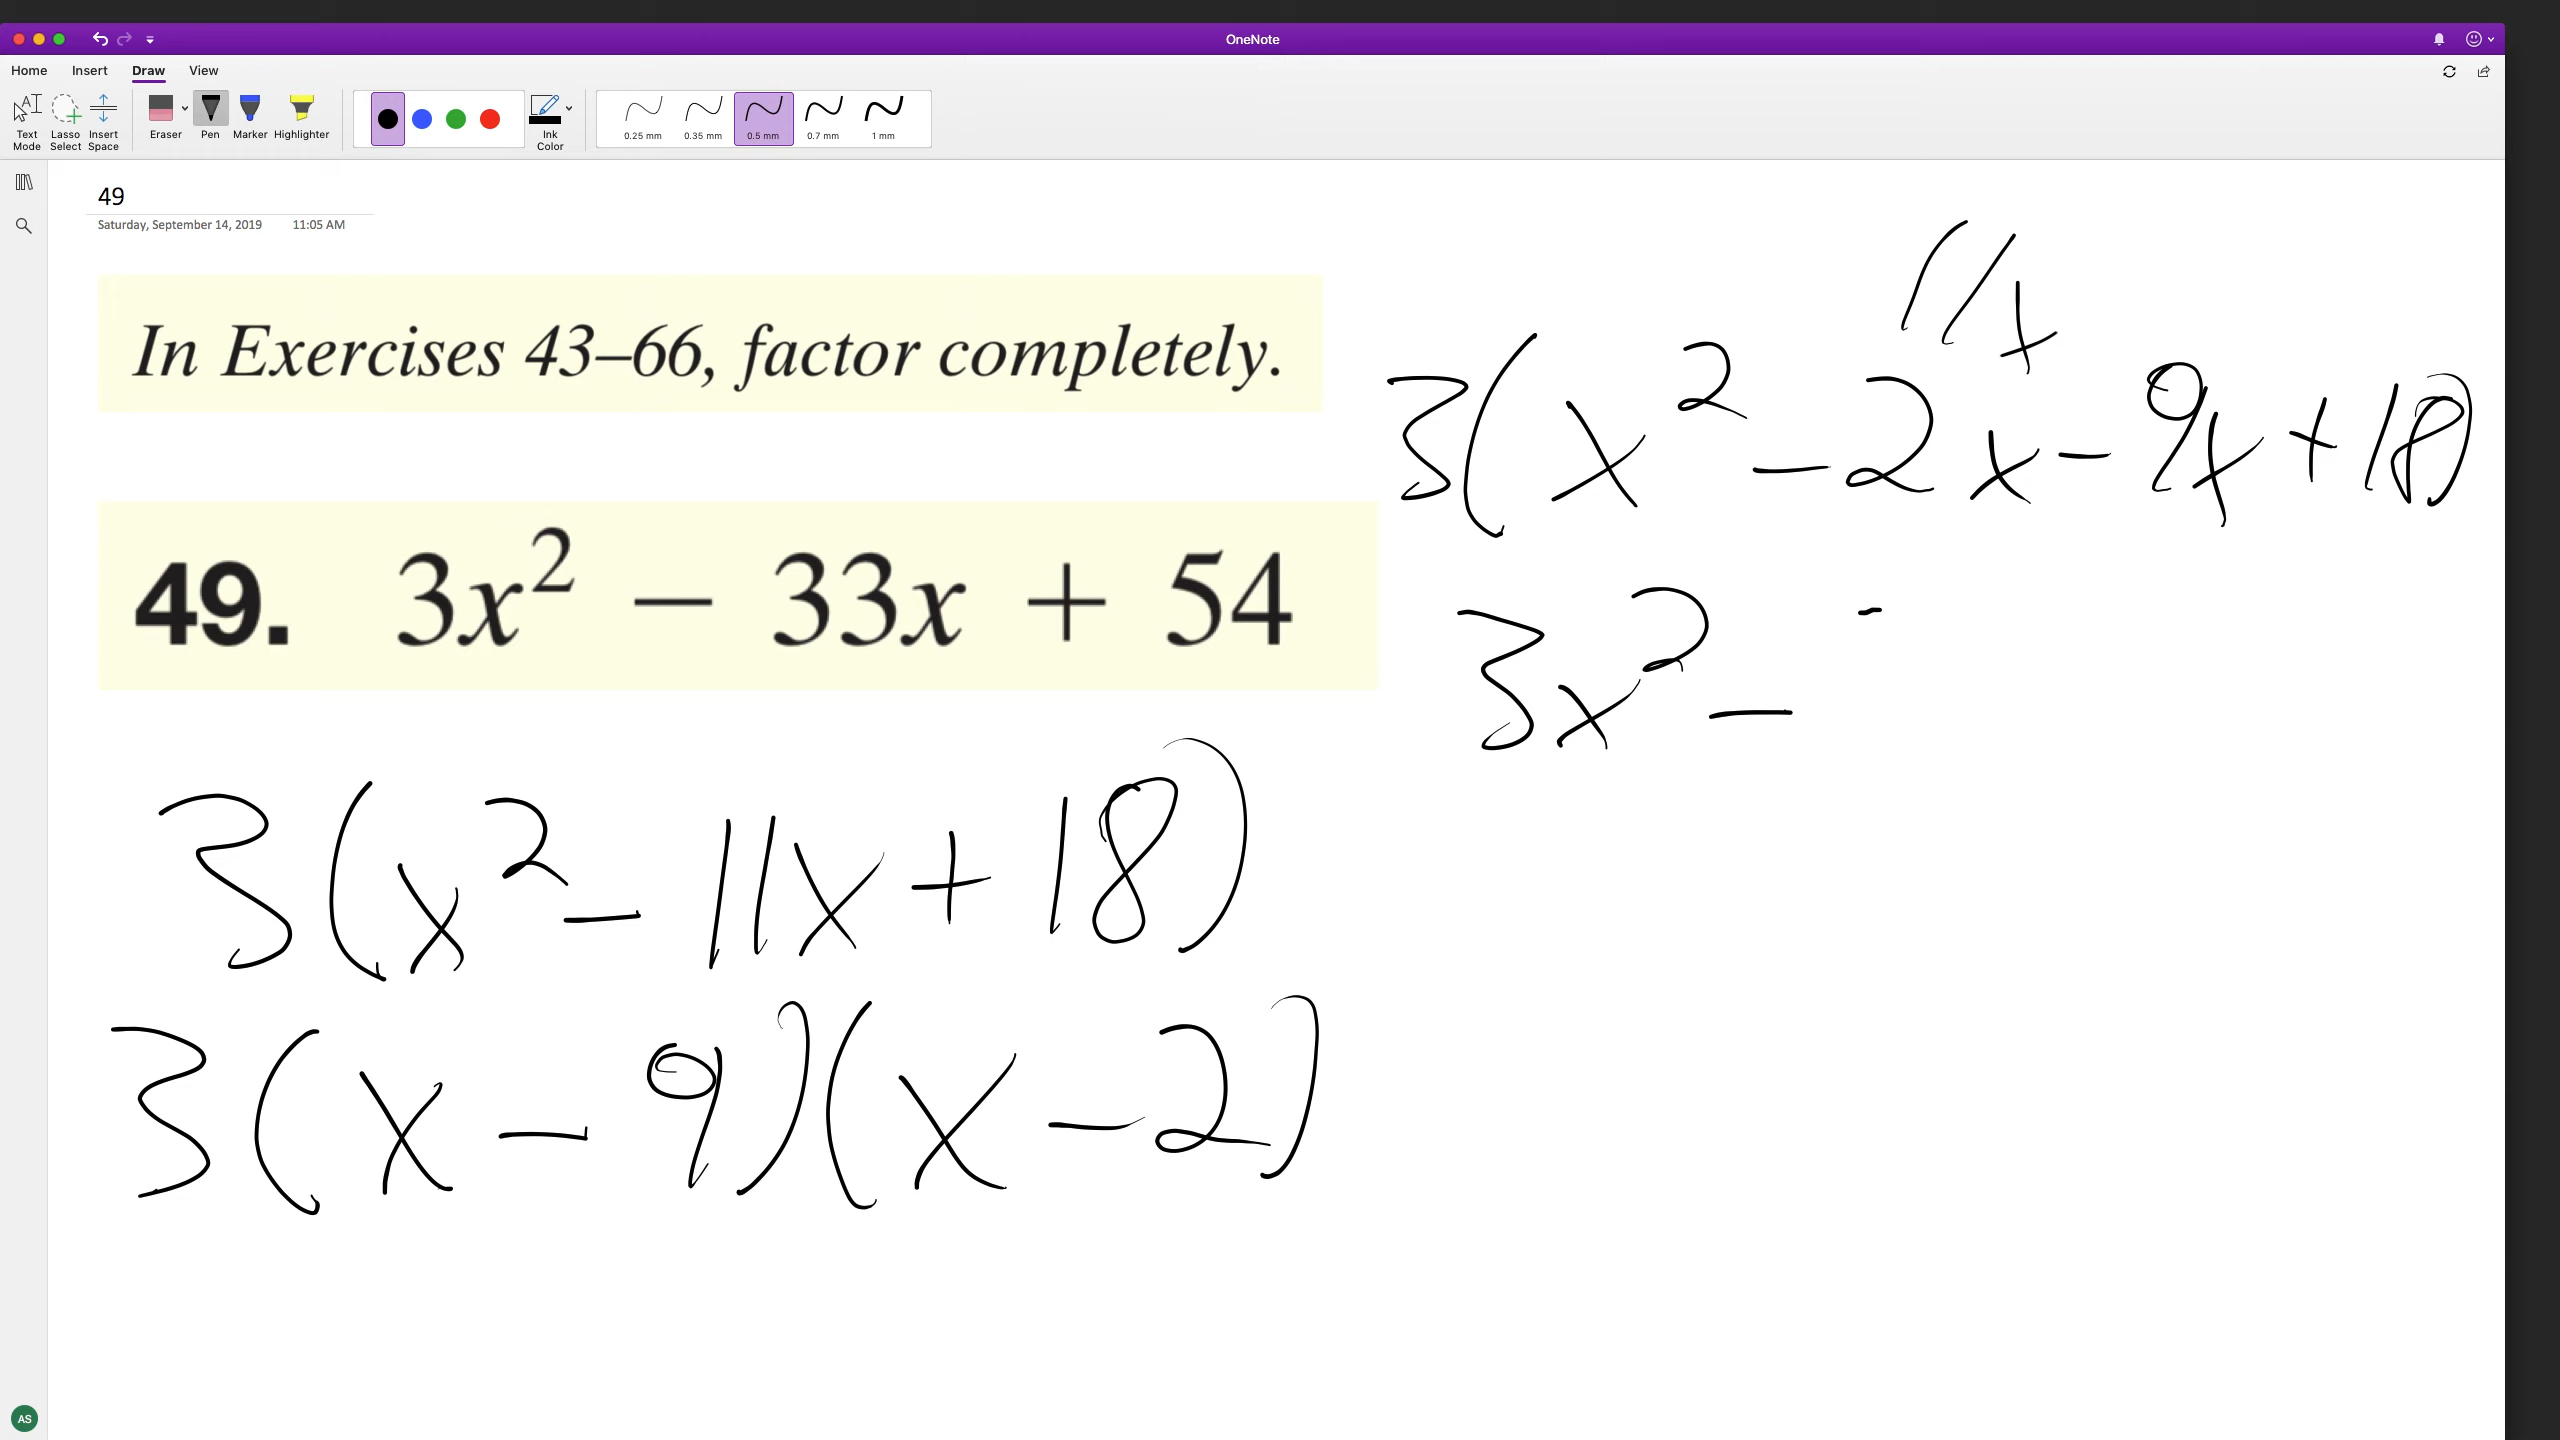 OneNote
Home Insert Draw View
Text Mode Lasso Select Insert Space Eraser Pen Marker Highlighter Ink Color 0.25 mm 0.35 mm 0.5 mm 0.7 mm 1 mm
49
Saturday, September 14, 2019 11:05 AM
In Exercises 43–66, factor completely.
49. 3x² − 33x + 54
3(x² − 11x + 18)
3(x − 9)(x − 2)
11x
3(x² − 2x − 9x + 18)
3x² −
AS